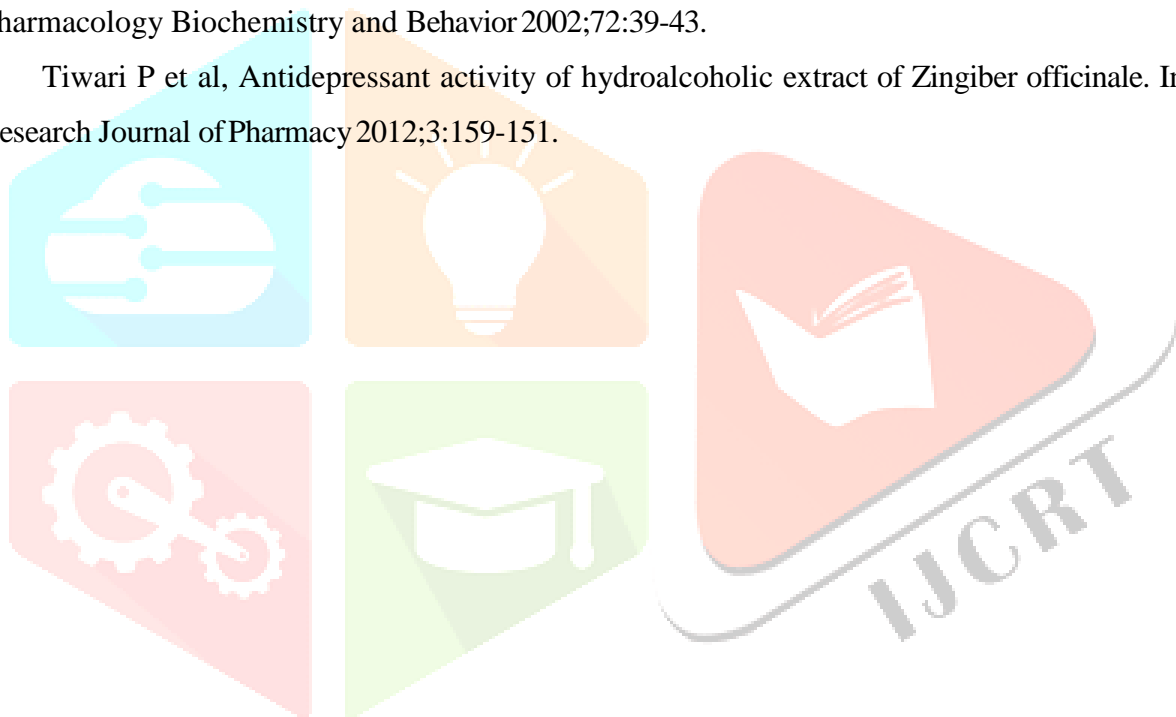 harmacology Biochemistry and Behavior 2002;72:39-43.
Tiwari P et al, Antidepressant activity of hydroalcoholic extract of Zingiber officinale. In
esearch Journal of Pharmacy 2012;3:159-151.
IJCRT